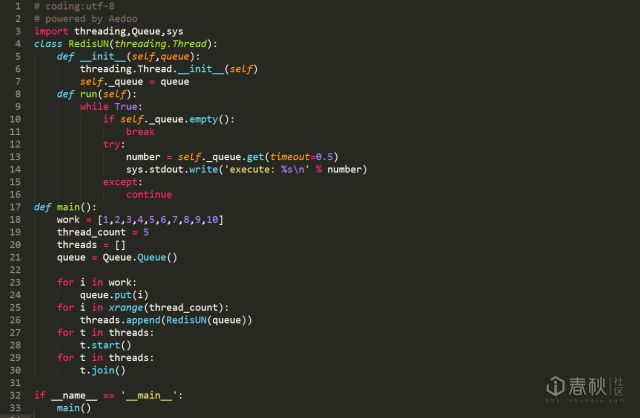 1 # coding:utf-8
2 # powered by Aedoo
3 import threading,Queue,sys
4 class RedisUN(threading.Thread):
5     def __init__(self,queue):
6         threading.Thread.__init__(self)
7         self._queue = queue
8     def run(self):
9         while True:
10             if self._queue.empty():
11                 break
12             try:
13                 number = self._queue.get(timeout=0.5)
14                 sys.stdout.write('execute: %s\n' % number)
15             except:
16                 continue
17 def main():
18     work = [1,2,3,4,5,6,7,8,9,10]
19     thread_count = 5
20     threads = []
21     queue = Queue.Queue()
22
23     for i in work:
24         queue.put(i)
25     for i in xrange(thread_count):
26         threads.append(RedisUN(queue))
27     for t in threads:
28         t.start()
29     for t in threads:
30         t.join()
31
32 if __name__ == '__main__':
33     main()
春秋 社区
bbs.ichunqiu.com